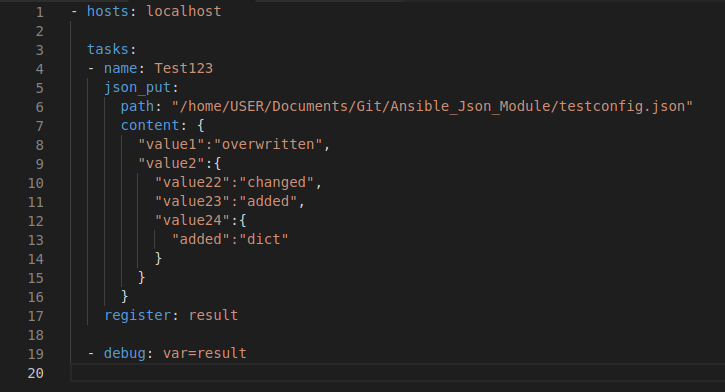 1 - hosts: localhost
2
3 tasks:
4 - name: Test123
5 json_put:
6 path: "/home/USER/Documents/Git/Ansible_Json_Module/testconfig.json"
7 content: {
8 "value1":"overwritten",
9 "value2":{
10 "value22":"changed",
11 "value23":"added",
12 "value24":{
13 "added":"dict"
14 }
15 }
16 }
17 register: result
18
19 - debug: var=result
20